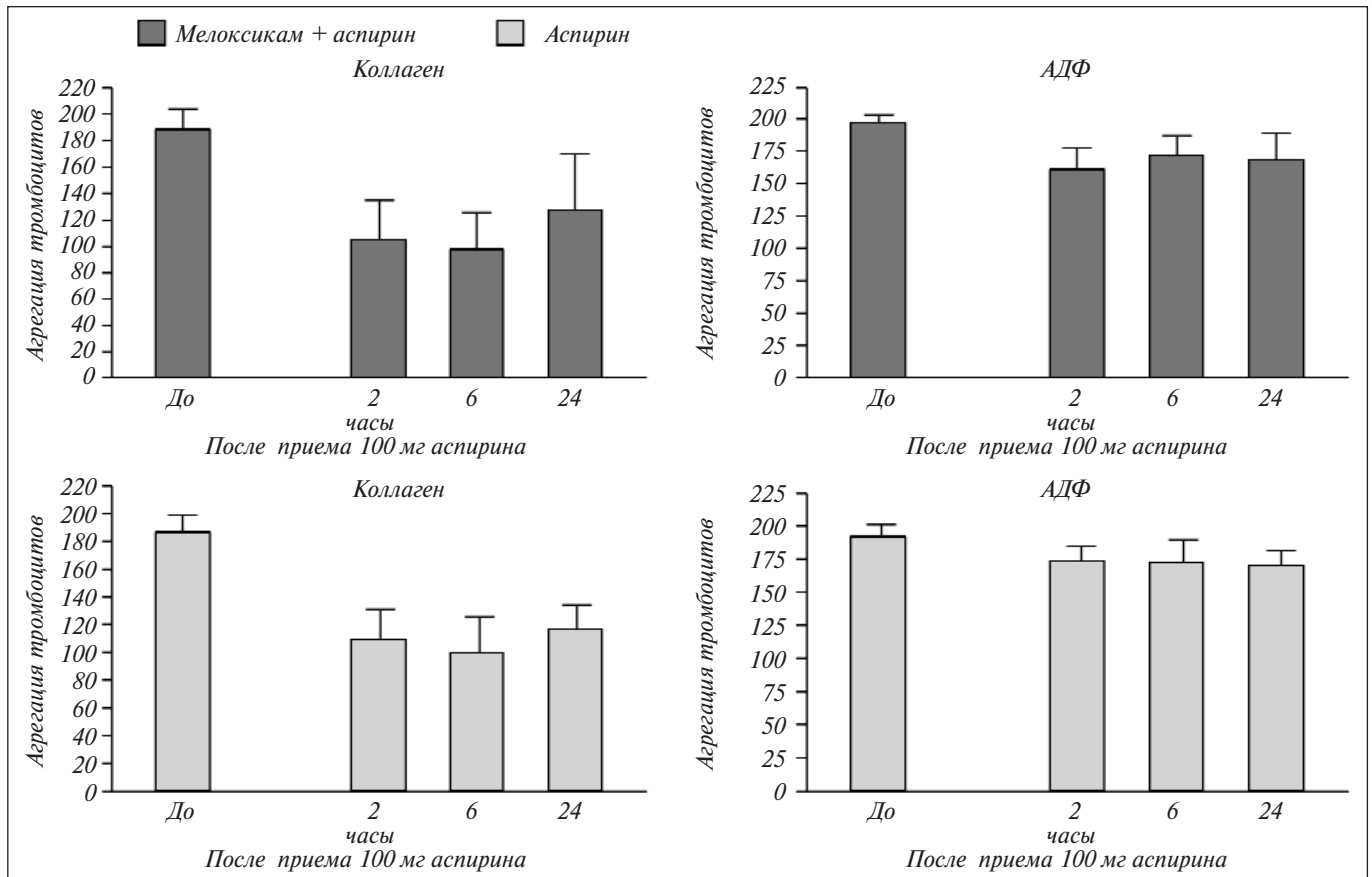 Мелоксикам + аспирин
Аспирин
Коллаген
Агрегация тромбоцитов
220
200
180
160
140
120
100
80
60
40
20
0
До 2 6 24
часы
После приема 100 мг аспирина
АДФ
Агрегация тромбоцитов
225
200
175
150
125
100
75
50
25
0
До 2 6 24
часы
После приема 100 мг аспирина
Коллаген
Агрегация тромбоцитов
220
200
180
160
140
120
100
80
60
40
20
0
До 2 6 24
часы
После приема 100 мг аспирина
АДФ
Агрегация тромбоцитов
225
200
175
150
125
100
75
50
25
0
До 2 6 24
часы
После приема 100 мг аспирина